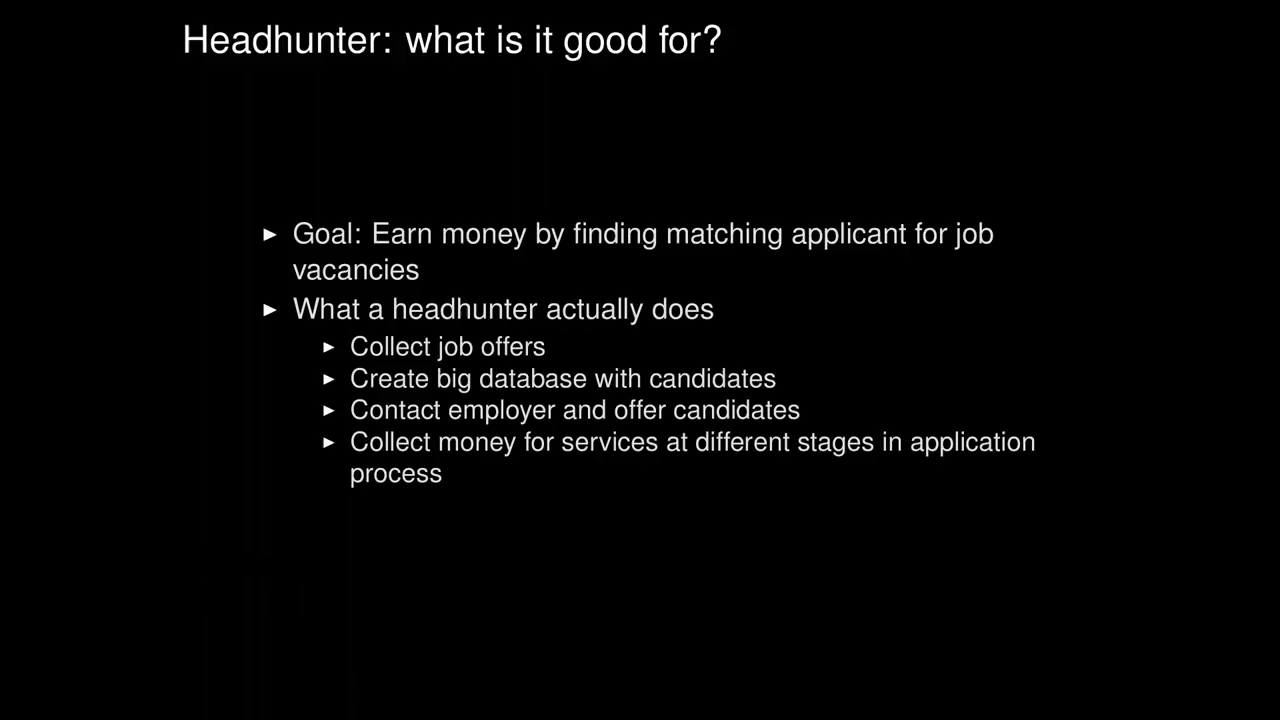 Headhunter: what is it good for?
▶ Goal: Earn money by finding matching applicant for job
vacancies
▶ What a headhunter actually does
▶ Collect job offers
▶ Create big database with candidates
▶ Contact employer and offer candidates
▶ Collect money for services at different stages in application
process